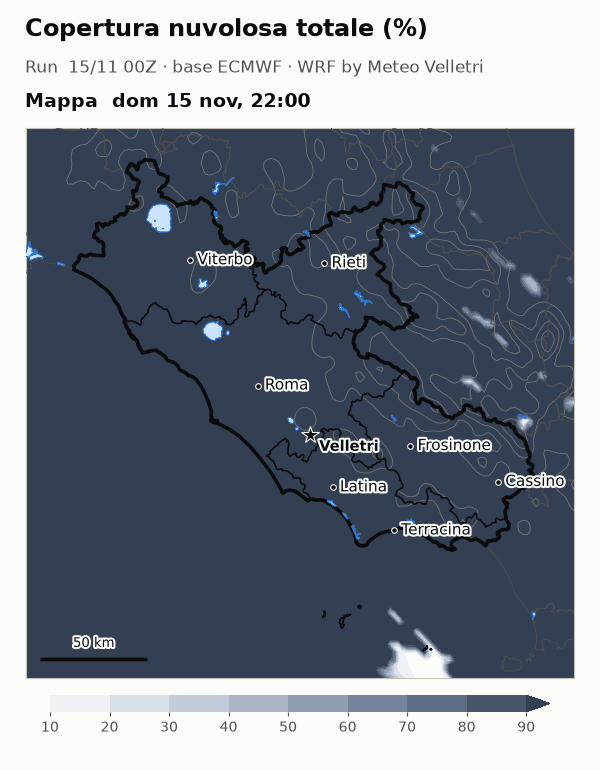 Copertura nuvolosa totale (%)
Run 15/11 00Z · base ECMWF · WRF by Meteo Velletri
Mappa dom 15 nov, 22:00
Viterbo
Rieti
Roma
Velletri
Frosinone
Cassino
Latina
Terracina
50 km
10 20 30 40 50 60 70 80 90